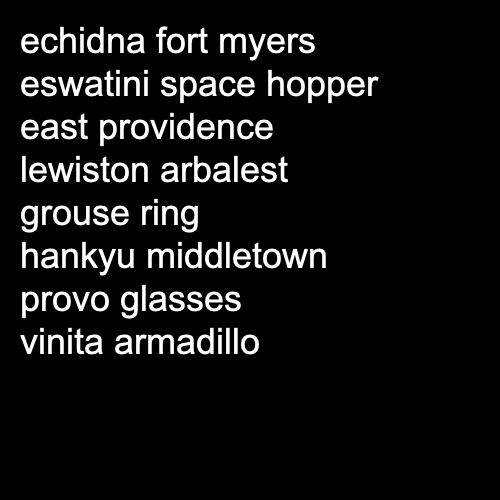 echidna fort myers
eswatini space hopper
east providence
lewiston arbalest
grouse ring
hankyu middletown
provo glasses
vinita armadillo